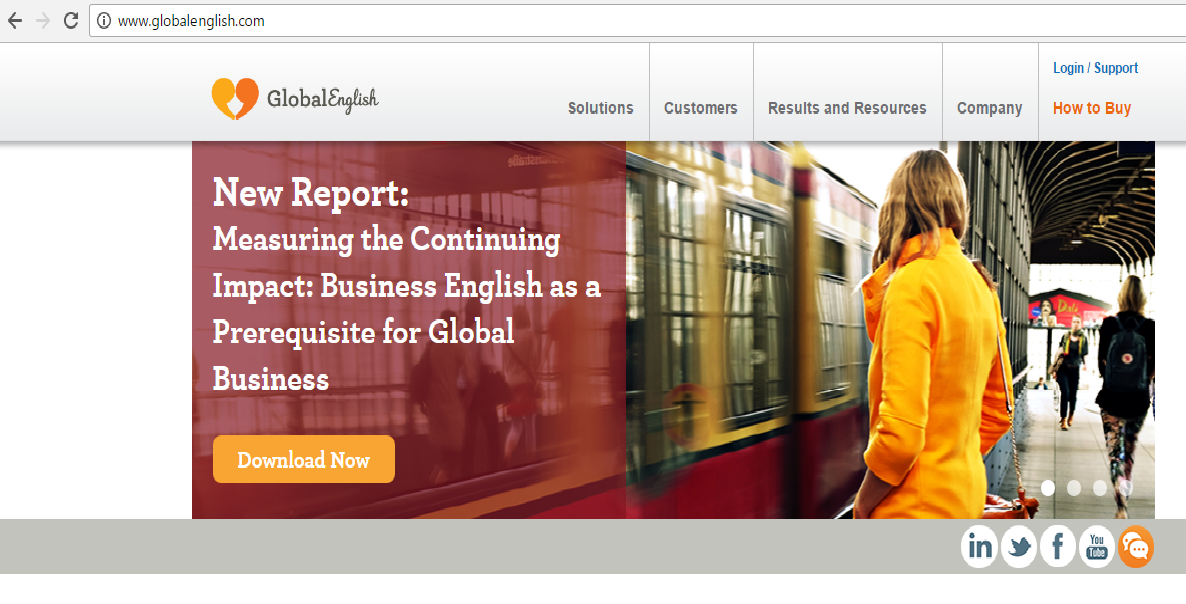 www.globalenglish.com
GlobalEnglish
Login / Support
Solutions
Customers
Results and Resources
Company
How to Buy
New Report:
Measuring the Continuing
Impact: Business English as a
Prerequisite for Global
Business
Download Now
in
f
You
Tube